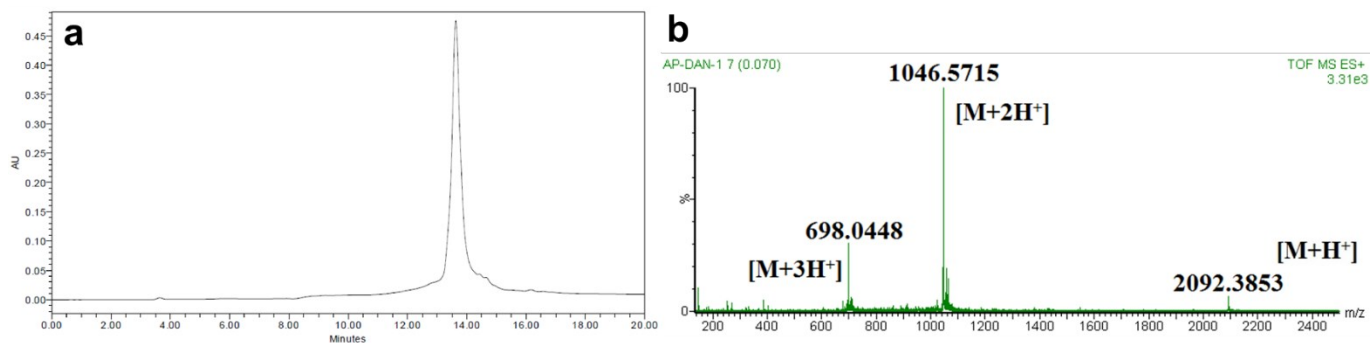 a
0.45
0.40
0.35
0.30
0.25
0.20
0.15
0.10
0.05
0.00
AU
0.00 2.00 4.00 6.00 8.00 10.00 12.00 14.00 16.00 18.00 20.00
Minutes
b
AP-DAN-1 7 (0.070)
TOF MS ES+
3.31e3
1046.5715
100
[M+2H⁺]
%
698.0448
[M+3H⁺]
[M+H⁺]
2092.3853
0
200 400 600 800 1000 1200 1400 1600 1800 2000 2200 2400 m/z